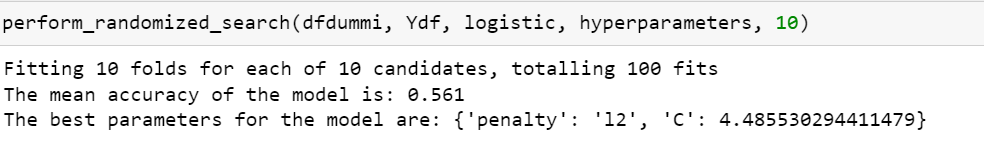 perform_randomized_search(dfdummi, Ydf, logistic, hyperparameters, 10)
Fitting 10 folds for each of 10 candidates, totalling 100 fits
The mean accuracy of the model is: 0.561
The best parameters for the model are: {'penalty': 'l2', 'C': 4.485530294411479}